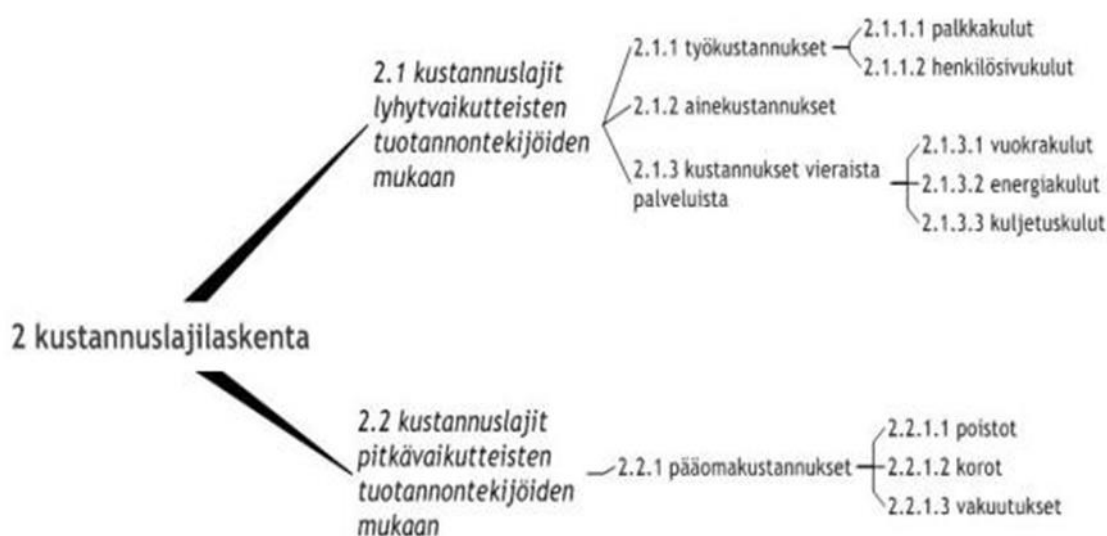 2 kustannuslajilaskenta
2.1 kustannuslajit
lyhytvaikutteisten
tuotannontekijöiden
mukaan
2.1.1 työkustannukset
2.1.1.1 palkkakulut
2.1.1.2 henkilösivukulut
2.1.2 ainekustannukset
2.1.3 kustannukset vieraista
palveluista
2.1.3.1 vuokrakulut
2.1.3.2 energiakulut
2.1.3.3 kuljetuskulut
2.2 kustannuslajit
pitkävaikutteisten
tuotannontekijöiden
mukaan
2.2.1 pääomakustannukset
2.2.1.1 poistot
2.2.1.2 korot
2.2.1.3 vakuutukset